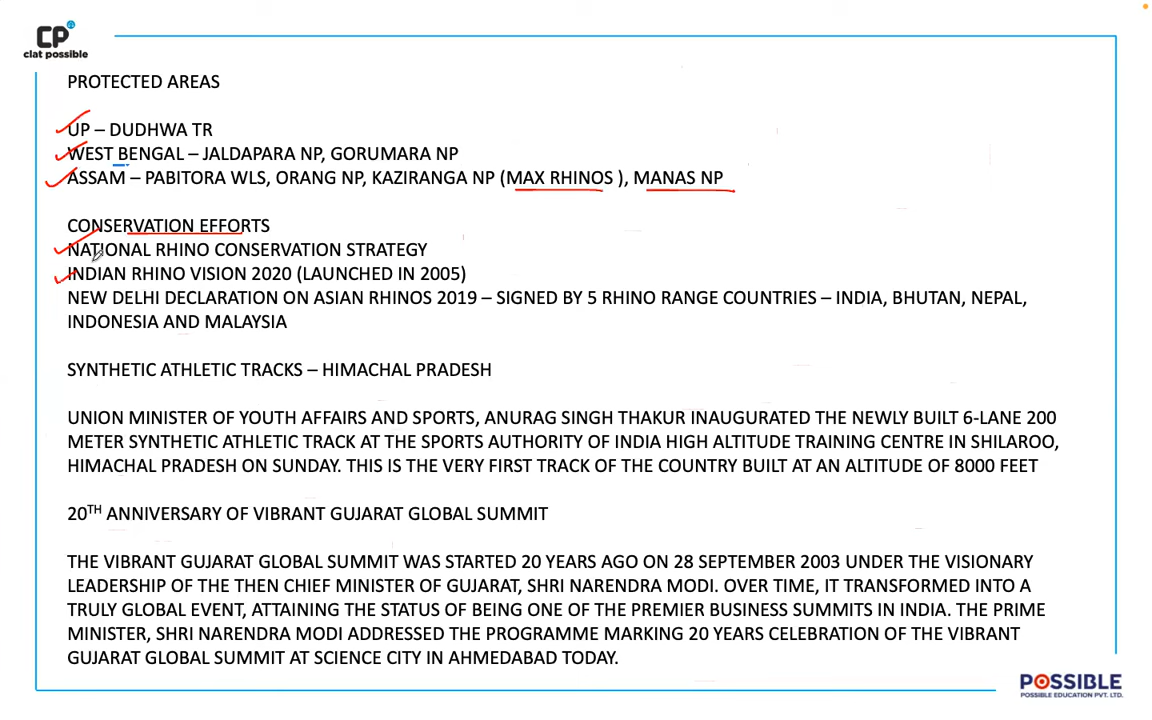 CP
clat possible
PROTECTED AREAS
UP – DUDHWA TR
WEST BENGAL – JALDAPARA NP, GORUMARA NP
ASSAM – PABITORA WLS, ORANG NP, KAZIRANGA NP (MAX RHINOS ), MANAS NP
CONSERVATION EFFORTS
NATIONAL RHINO CONSERVATION STRATEGY
INDIAN RHINO VISION 2020 (LAUNCHED IN 2005)
NEW DELHI DECLARATION ON ASIAN RHINOS 2019 – SIGNED BY 5 RHINO RANGE COUNTRIES – INDIA, BHUTAN, NEPAL,
INDONESIA AND MALAYSIA
SYNTHETIC ATHLETIC TRACKS – HIMACHAL PRADESH
UNION MINISTER OF YOUTH AFFAIRS AND SPORTS, ANURAG SINGH THAKUR INAUGURATED THE NEWLY BUILT 6-LANE 200
METER SYNTHETIC ATHLETIC TRACK AT THE SPORTS AUTHORITY OF INDIA HIGH ALTITUDE TRAINING CENTRE IN SHILAROO,
HIMACHAL PRADESH ON SUNDAY. THIS IS THE VERY FIRST TRACK OF THE COUNTRY BUILT AT AN ALTITUDE OF 8000 FEET
20TH ANNIVERSARY OF VIBRANT GUJARAT GLOBAL SUMMIT
THE VIBRANT GUJARAT GLOBAL SUMMIT WAS STARTED 20 YEARS AGO ON 28 SEPTEMBER 2003 UNDER THE VISIONARY
LEADERSHIP OF THE THEN CHIEF MINISTER OF GUJARAT, SHRI NARENDRA MODI. OVER TIME, IT TRANSFORMED INTO A
TRULY GLOBAL EVENT, ATTAINING THE STATUS OF BEING ONE OF THE PREMIER BUSINESS SUMMITS IN INDIA. THE PRIME
MINISTER, SHRI NARENDRA MODI ADDRESSED THE PROGRAMME MARKING 20 YEARS CELEBRATION OF THE VIBRANT
GUJARAT GLOBAL SUMMIT AT SCIENCE CITY IN AHMEDABAD TODAY.
POSSIBLE
POSSIBLE EDUCATION PVT. LTD.